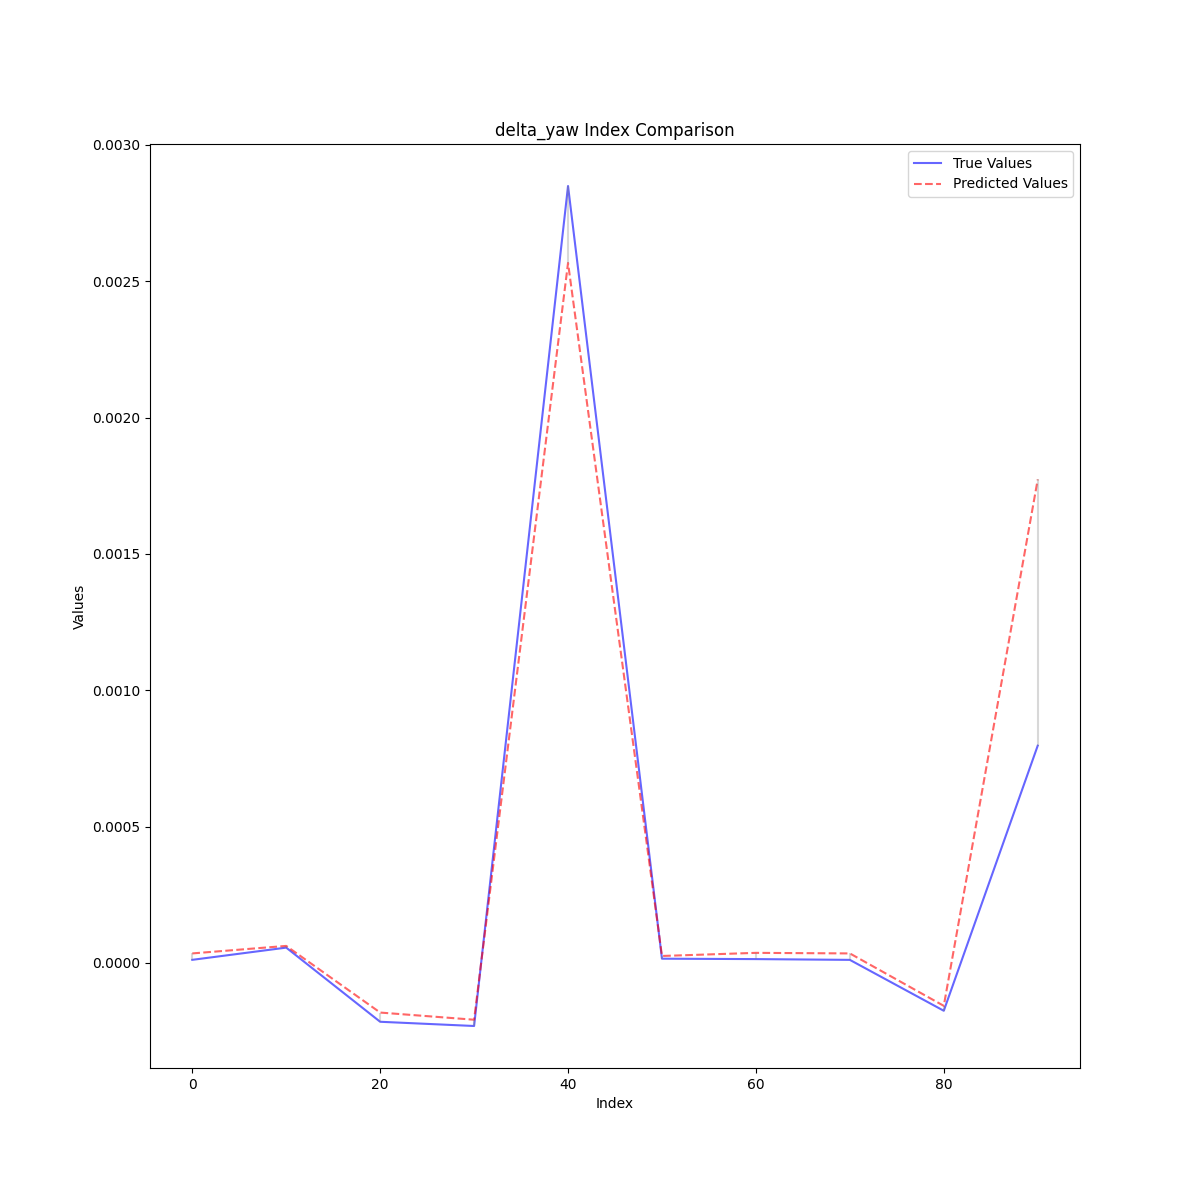 delta_yaw Index Comparison
True Values
Predicted Values
0.0030
0.0025
0.0020
0.0015
0.0010
0.0005
0.0000
Values
0 20 40 60 80
Index